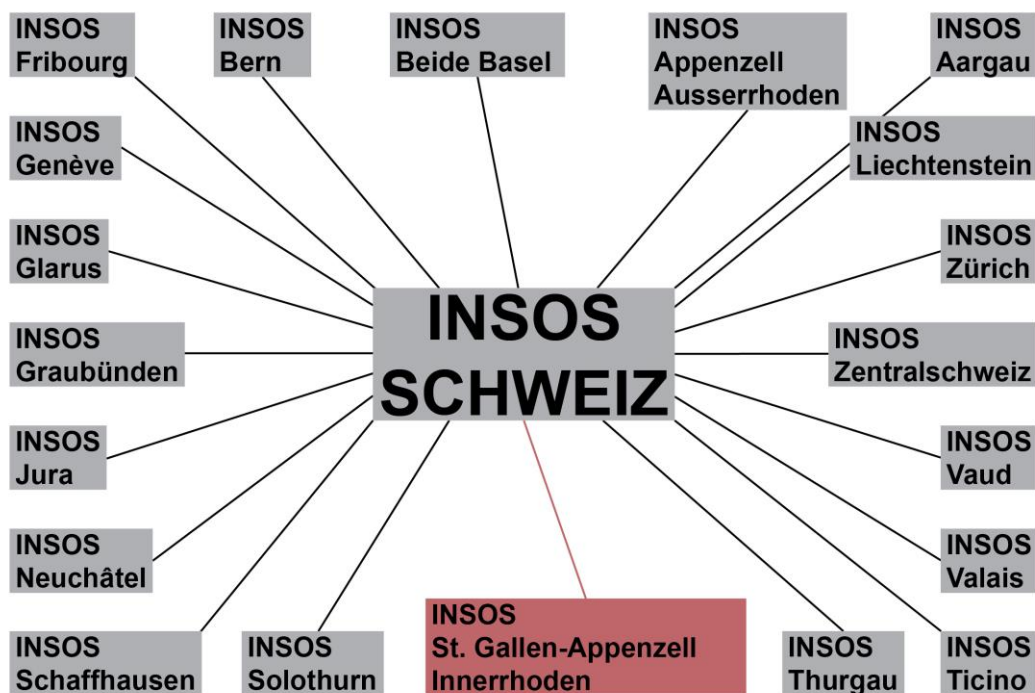 INSOS
Fribourg
INSOS
Bern
INSOS
Beide Basel
INSOS
Appenzell
Ausserrhoden
INSOS
Aargau
INSOS
Genève
INSOS
Liechtenstein
INSOS
Glarus
INSOS
Zürich
INSOS
SCHWEIZ
INSOS
Graubünden
INSOS
Zentralschweiz
INSOS
Jura
INSOS
Vaud
INSOS
Neuchâtel
INSOS
Valais
INSOS
Schaffhausen
INSOS
Solothurn
INSOS
St. Gallen-Appenzell
Innerrhoden
INSOS
Thurgau
INSOS
Ticino